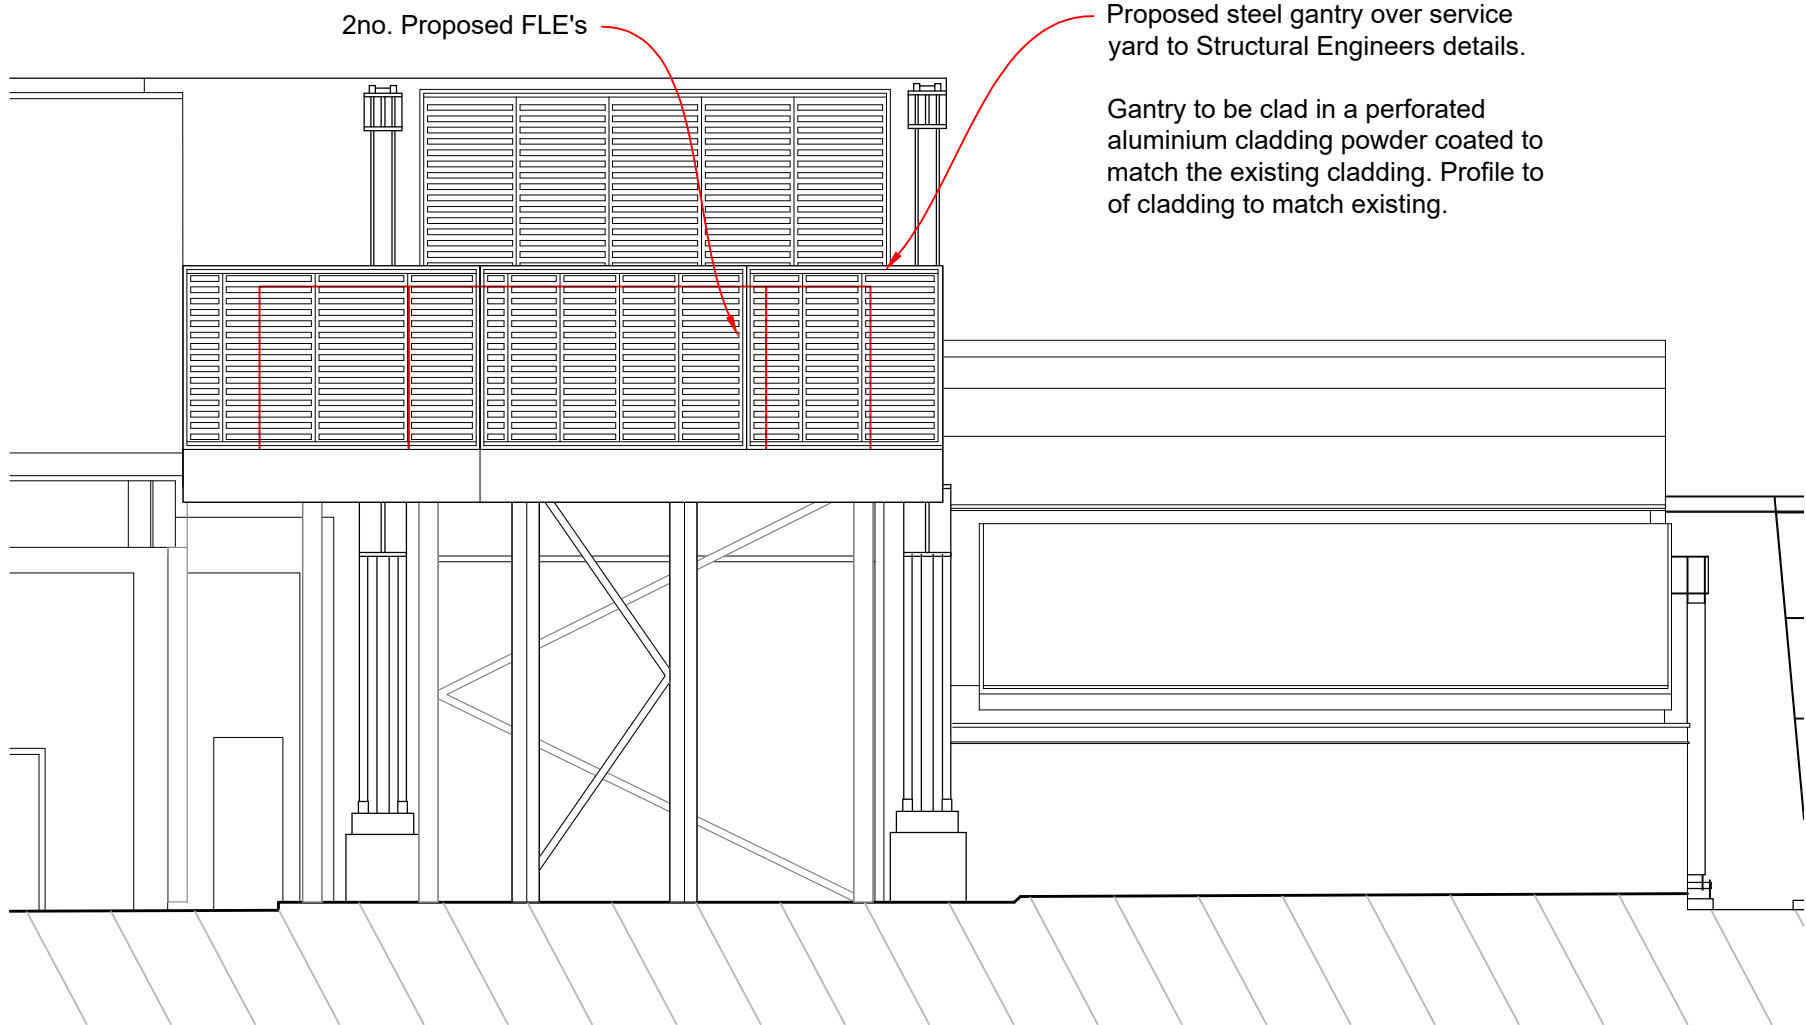 2no. Proposed FLE's
Proposed steel gantry over service
yard to Structural Engineers details.
Gantry to be clad in a perforated
aluminium cladding powder coated to
match the existing cladding. Profile to
of cladding to match existing.